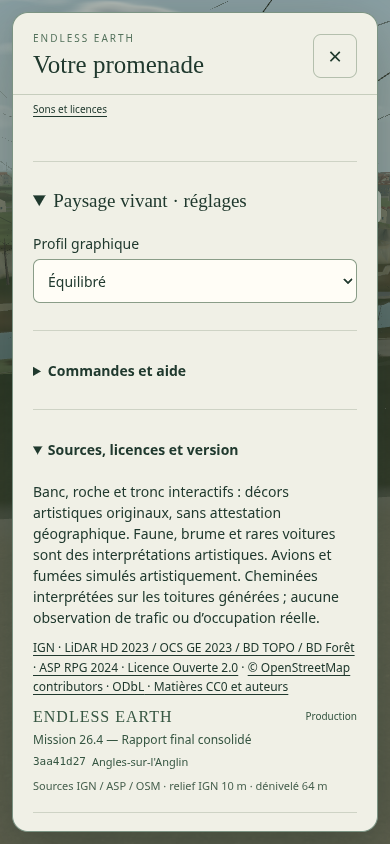 ENDLESS EARTH
Votre promenade
×
Sons et licences
▼ Paysage vivant · réglages
Profil graphique
Équilibré
▶ Commandes et aide
▼ Sources, licences et version
Banc, roche et tronc interactifs : décors
artistiques originaux, sans attestation
géographique. Faune, brume et rares voitures
sont des interprétations artistiques. Avions et
fumées simulés artistiquement. Cheminées
interprétées sur les toitures générées ; aucune
observation de trafic ou d’occupation réelle.
IGN · LiDAR HD 2023 / OCS GE 2023 / BD TOPO / BD Forêt
· ASP RPG 2024 · Licence Ouverte 2.0 · © OpenStreetMap
contributors · ODbL · Matières CC0 et auteurs
ENDLESS EARTH Production
Mission 26.4 — Rapport final consolidé
3aa41d27 Angles-sur-l’Anglin
Sources IGN / ASP / OSM · relief IGN 10 m · dénivelé 64 m